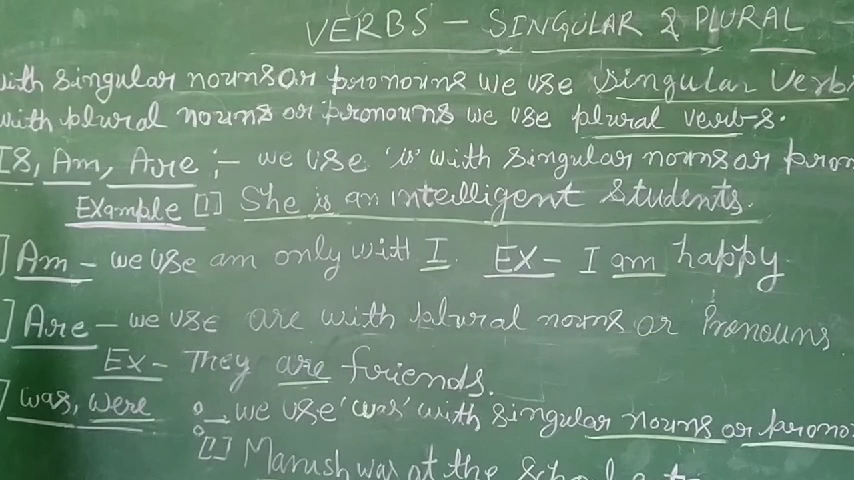 VERBS - SINGULAR & PLURAL -
with singular nouns or pronouns we use singular verbs
with plural nouns or pronouns we use plural verbs.
Is, Am, Are :- we use 'is' with singular nouns or pron
Example [1] She is an intelligent students.
] Am - we use am only with I. EX- I am happy
] Are - we use are with plural nouns or Pronouns.
Ex- They are friends.
] was, were :- we use 'was' with singular nouns or prono
[1] Manish was at the